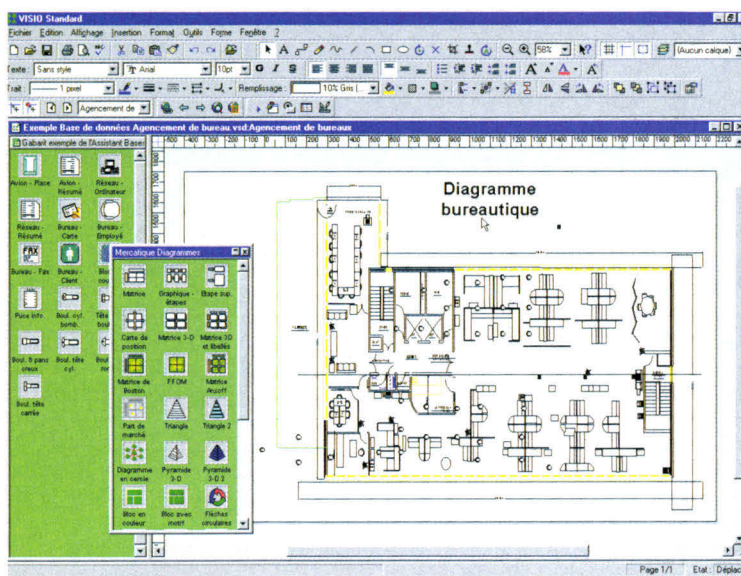 VISIO Standard
Fichier Edition Affichage Insertion Format Outils Forme Fenêtre ?
58% (Aucun calque)
Texte: Sans style Arial 10pt G I S
Trait: 1 pixel Remplissage: 10% Gris (...
Agencement de
Exemple Base de données Agencement de bureau.vsd:Agencement de bureaux
Gabarit exemple de l'Assistant Base
Avion - Place
Avion - Résumé
Réseau - Ordinateur
Réseau - Résumé
Bureau - Carte
Bureau - Employé
FAX
Bureau - Fax
Bureau - Client
Puce info
Boul. cyl. bomb.
Boul. 6 pans creux
Boul. tête cyl.
Boul. tête carrée
Mercatique Diagrammes
Matrice
Graphique - étapes
Etape sup.
Carte de position
Matrice 3-D
Matrice 3D et libellés
Matrice de Boston
FFOM
Matrice Ansoff
Part de marché
Triangle
Triangle 2
Diagramme en cercle
Pyramide 3-D
Pyramide 3-D 2
Bloc en couleur
Bloc avec motif
Flèches circulaires
Diagramme
bureautique
Page 1/1 Etat : Déplac